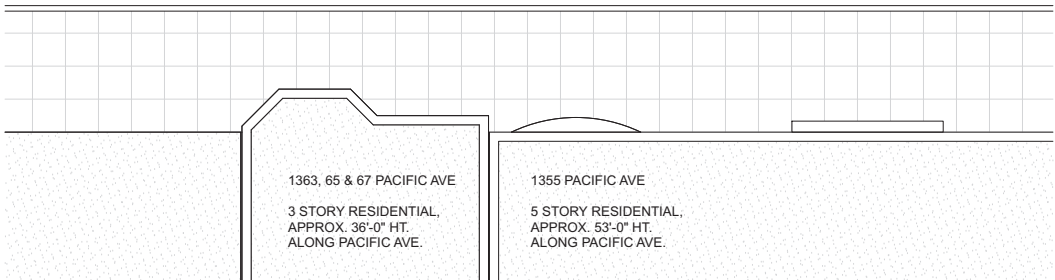 1363, 65 & 67 PACIFIC AVE
3 STORY RESIDENTIAL,
APPROX. 36'-0" HT.
ALONG PACIFIC AVE.
1355 PACIFIC AVE
5 STORY RESIDENTIAL,
APPROX. 53'-0" HT.
ALONG PACIFIC AVE.